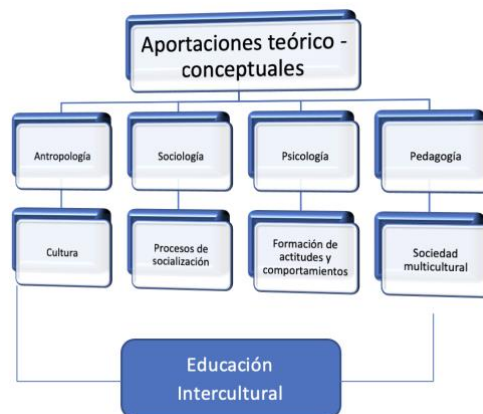 Aportaciones teórico -
conceptuales
Antropología
Sociología
Psicología
Pedagogía
Cultura
Procesos de
socialización
Formación de
actitudes y
comportamientos
Sociedad
multicultural
Educación
Intercultural